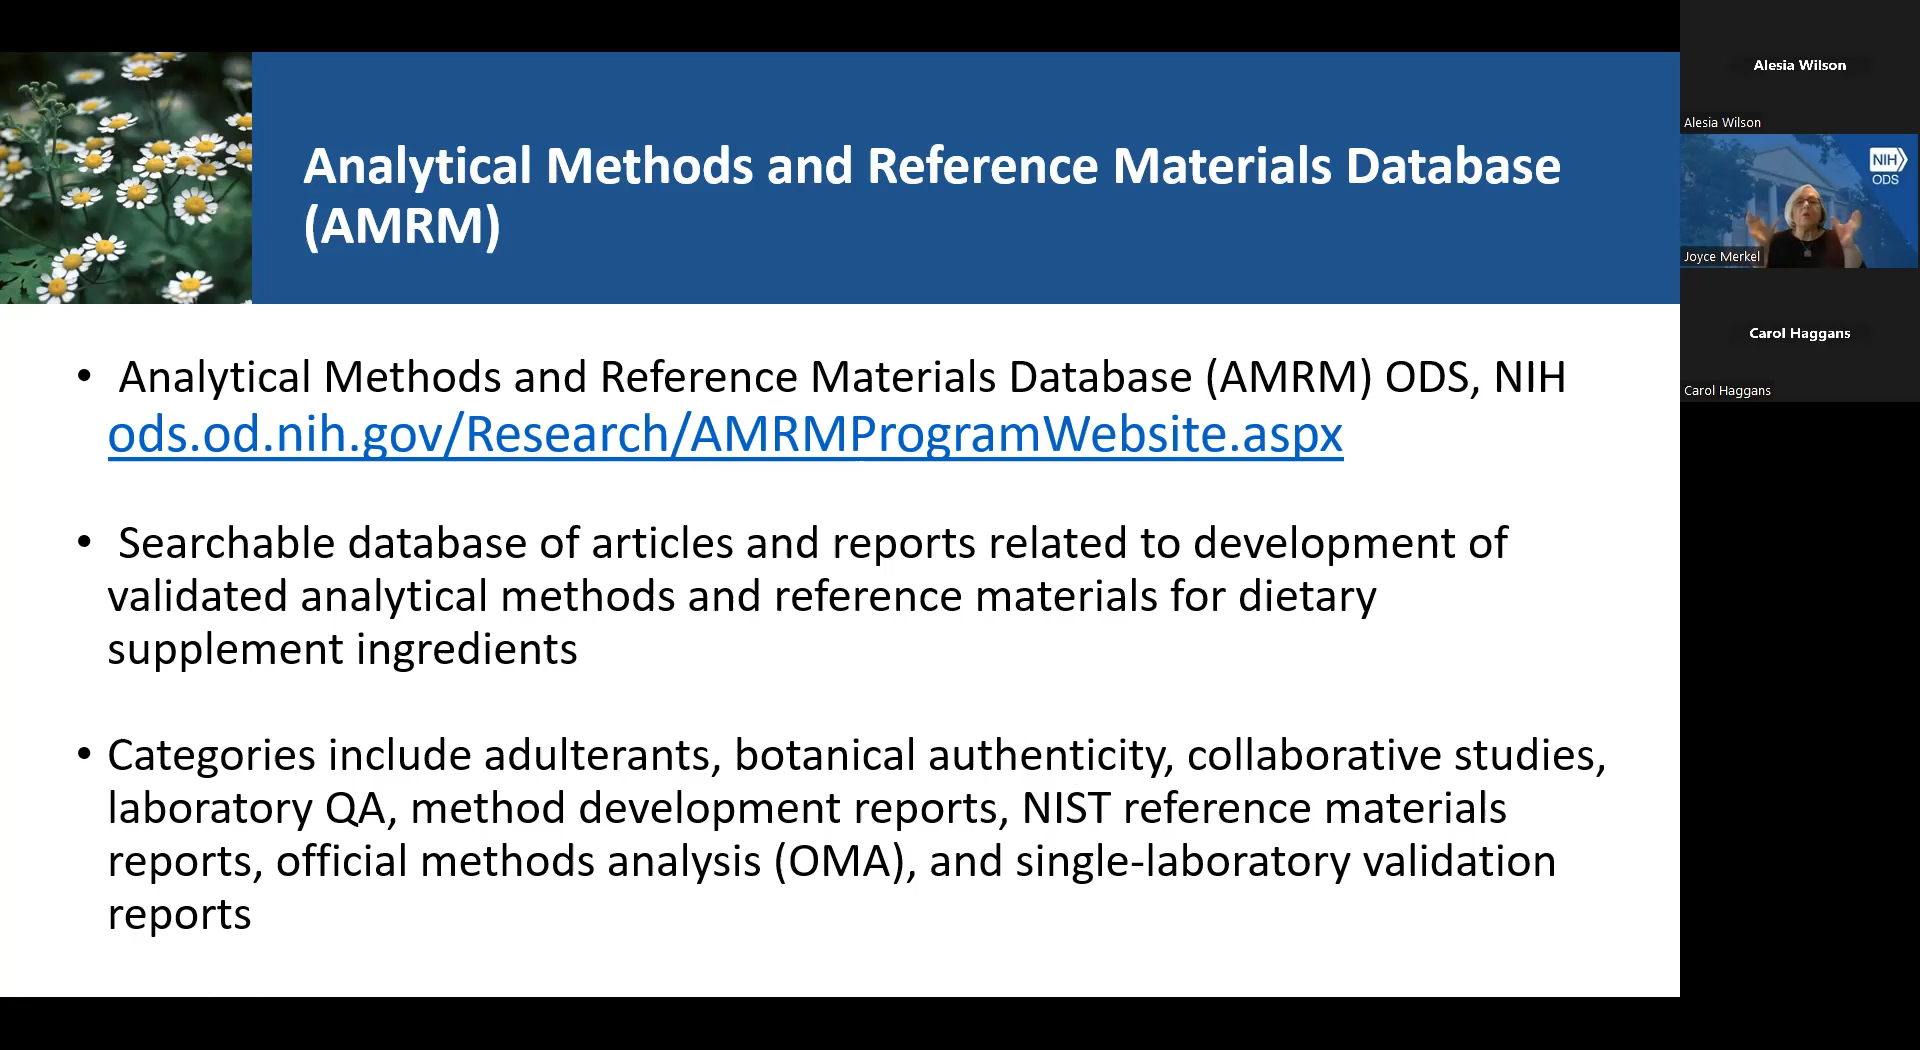 Analytical Methods and Reference Materials Database
(AMRM)
• Analytical Methods and Reference Materials Database (AMRM) ODS, NIH
ods.od.nih.gov/Research/AMRMProgramWebsite.aspx
• Searchable database of articles and reports related to development of
validated analytical methods and reference materials for dietary
supplement ingredients
• Categories include adulterants, botanical authenticity, collaborative studies,
laboratory QA, method development reports, NIST reference materials
reports, official methods analysis (OMA), and single-laboratory validation
reports
Alesia Wilson
Alesia Wilson
NIH
ODS
Joyce Merkel
Carol Haggans
Carol Haggans